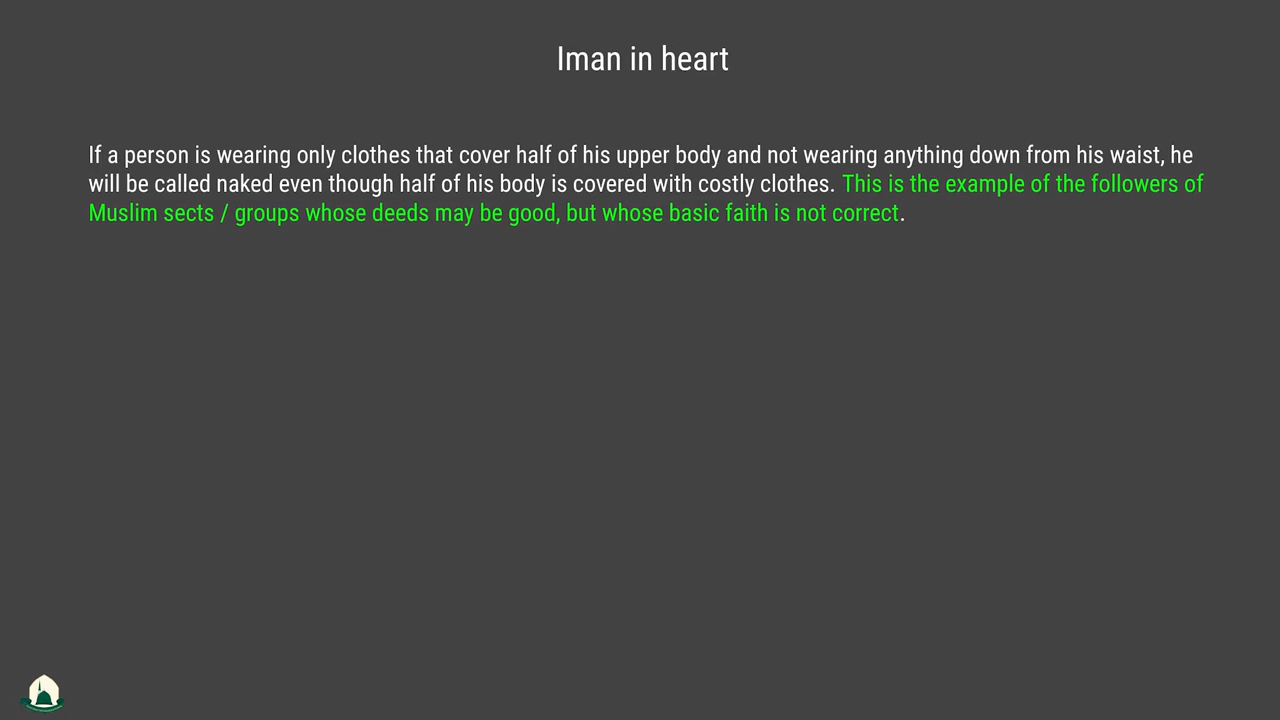 Iman in heart
If a person is wearing only clothes that cover half of his upper body and not wearing anything down from his waist, he
will be called naked even though half of his body is covered with costly clothes. This is the example of the followers of
Muslim sects / groups whose deeds may be good, but whose basic faith is not correct.